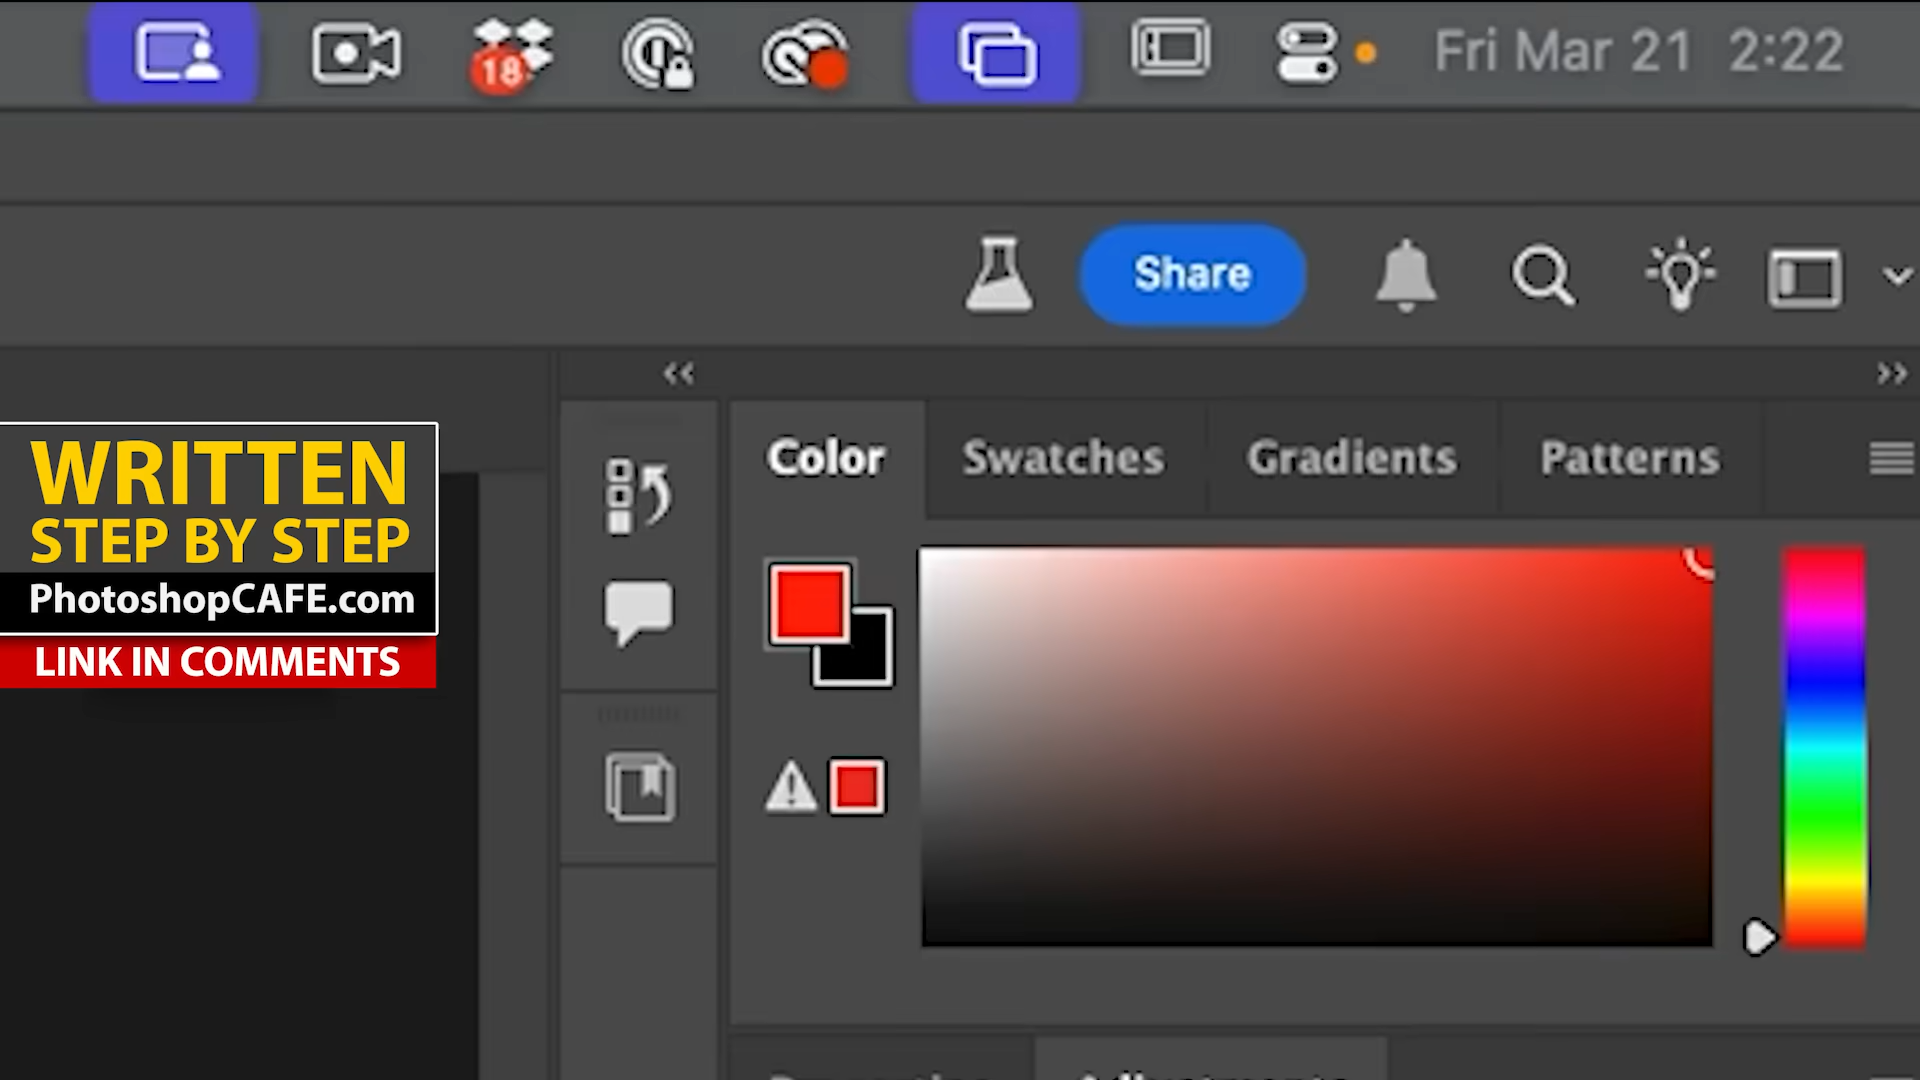 18
Fri Mar 21 2:22
Share
Color Swatches Gradients Patterns
WRITTEN
STEP BY STEP
PhotoshopCAFE.com
LINK IN COMMENTS